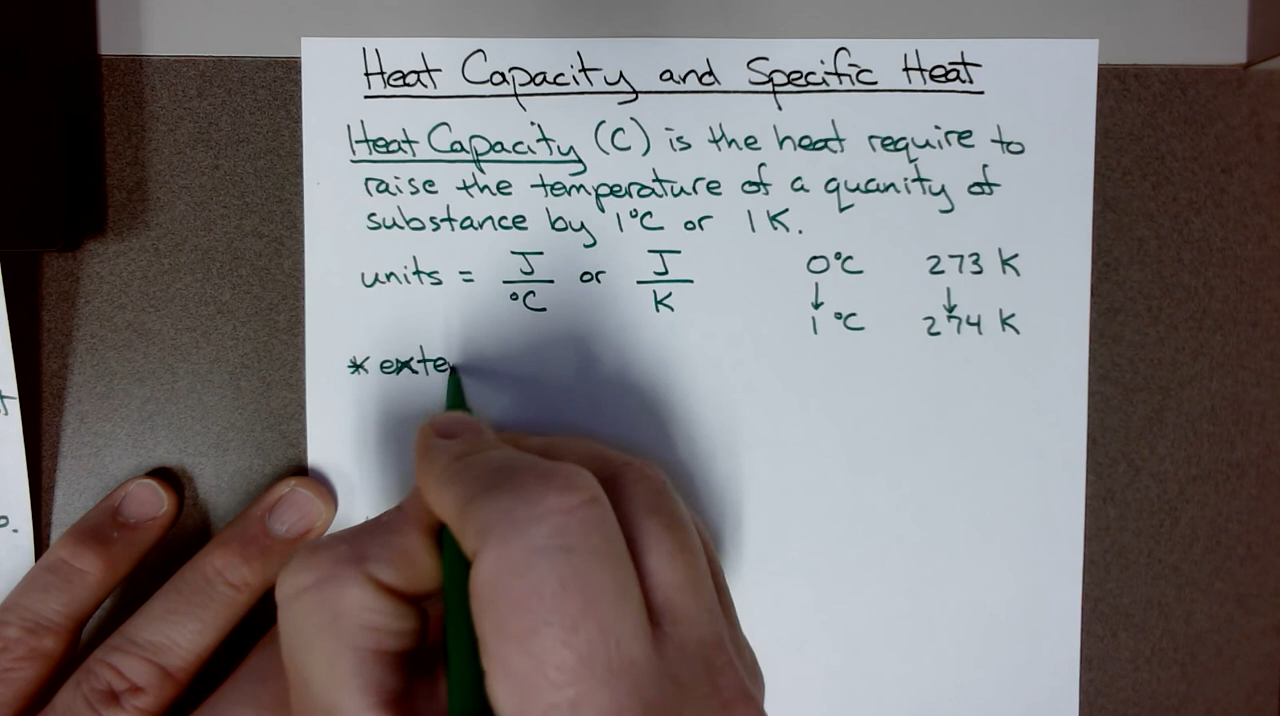 Heat Capacity and Specific Heat
Heat Capacity (C) is the heat require to
raise the temperature of a quanity of
substance by 1°C or 1K.
units = J/°C or J/K
0°C 273 K
↓ ↓
1°C 274 K
* exte